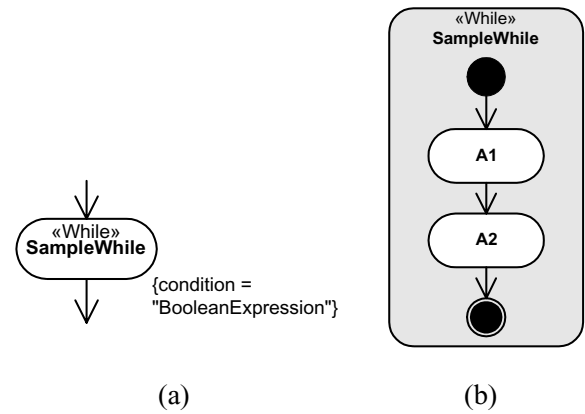 «While»
SampleWhile
{condition =
"BooleanExpression"}
(a)
«While»
SampleWhile
A1
A2
(b)